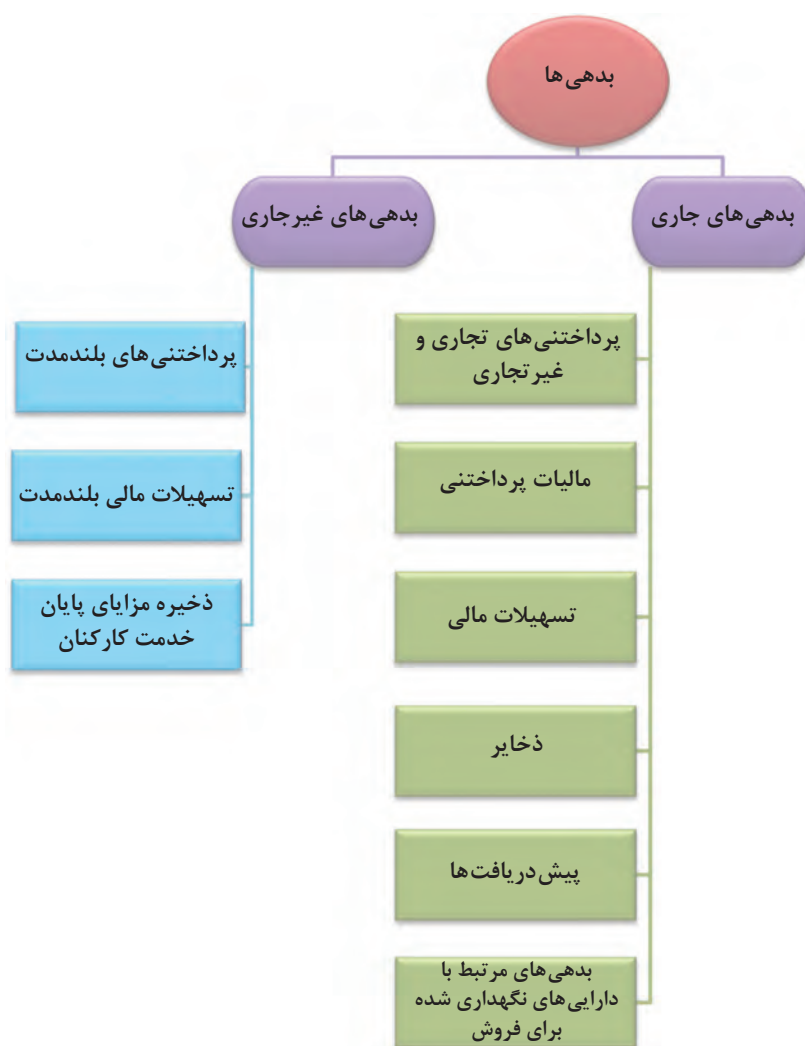 بدهی‌ها
بدهی‌های جاری
پرداختنی‌های تجاری و
غیرتجاری
مالیات پرداختنی
تسهیلات مالی
ذخایر
پیش‌دریافت‌ها
بدهی‌های مرتبط با
دارایی‌های نگهداری شده
برای فروش
بدهی‌های غیرجاری
پرداختنی‌های بلندمدت
تسهیلات مالی بلندمدت
ذخیره مزایای پایان
خدمت کارکنان